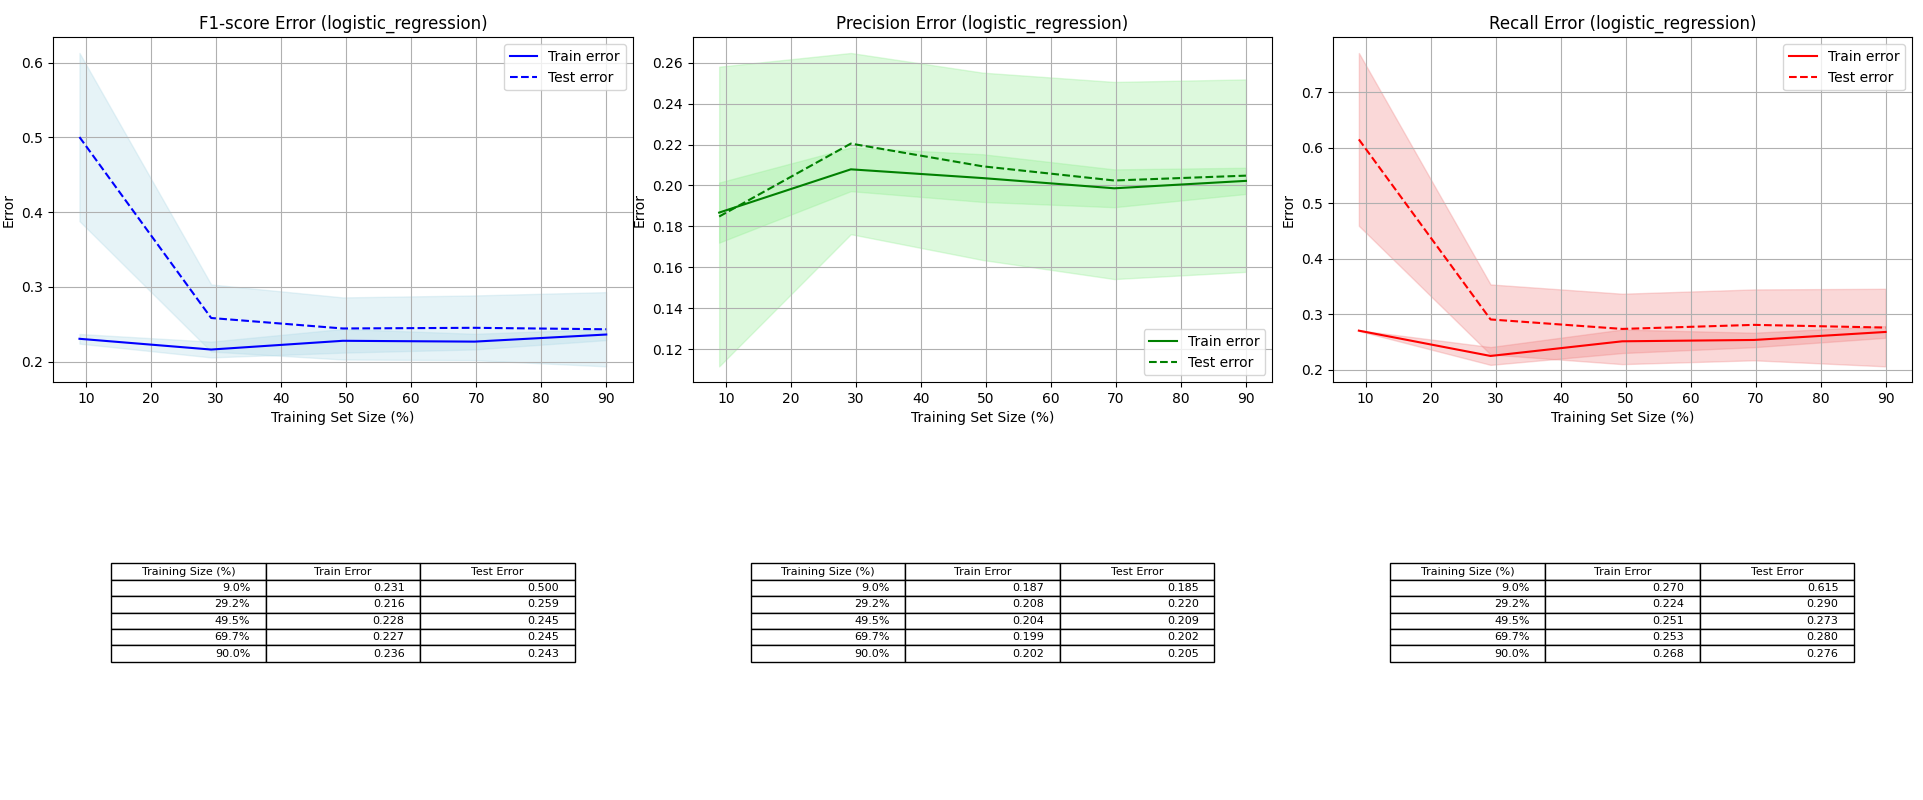 F1-score Error (logistic_regression)
Error
0.6
0.5
0.4
0.3
0.2
Train error
Test error
10 20 30 40 50 60 70 80 90
Training Set Size (%)
Precision Error (logistic_regression)
Error
0.26
0.24
0.22
0.20
0.18
0.16
0.14
0.12
Train error
Test error
10 20 30 40 50 60 70 80 90
Training Set Size (%)
Recall Error (logistic_regression)
Error
0.7
0.6
0.5
0.4
0.3
0.2
Train error
Test error
10 20 30 40 50 60 70 80 90
Training Set Size (%)
Training Size (%) Train Error Test Error
9.0% 0.231 0.500
29.2% 0.216 0.259
49.5% 0.228 0.245
69.7% 0.227 0.245
90.0% 0.236 0.243
Training Size (%) Train Error Test Error
9.0% 0.187 0.185
29.2% 0.208 0.220
49.5% 0.204 0.209
69.7% 0.199 0.202
90.0% 0.202 0.205
Training Size (%) Train Error Test Error
9.0% 0.270 0.615
29.2% 0.224 0.290
49.5% 0.251 0.273
69.7% 0.253 0.280
90.0% 0.268 0.276